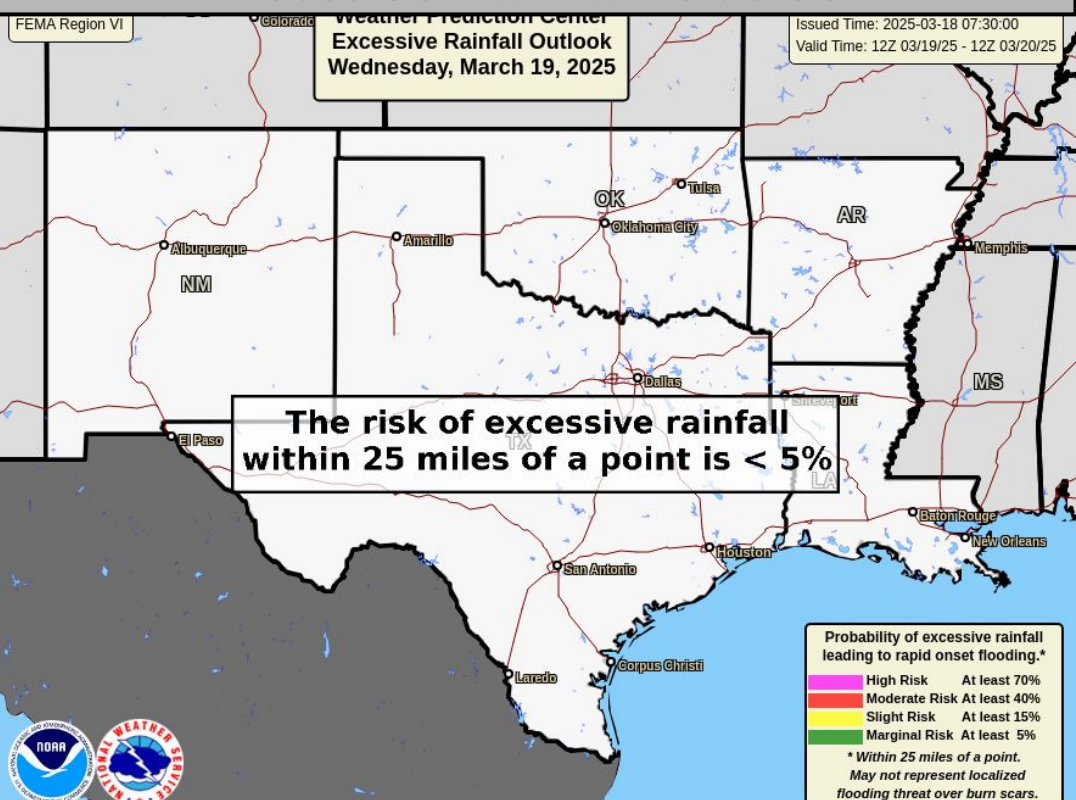 FEMA Region VI
Weather Prediction Center
Excessive Rainfall Outlook
Wednesday, March 19, 2025
Issued Time: 2025-03-18 07:30:00
Valid Time: 12Z 03/19/25 - 12Z 03/20/25
Colorado
Tulsa
OK
Oklahoma City
AR
Amarillo
Albuquerque
Memphis
NM
Dallas
MS
Shreveport
El Paso
The risk of excessive rainfall
within 25 miles of a point is < 5%
TX
LA
Baton Rouge
New Orleans
Houston
San Antonio
Corpus Christi
Laredo
Probability of excessive rainfall
leading to rapid onset flooding.*
High Risk At least 70%
Moderate Risk At least 40%
Slight Risk At least 15%
Marginal Risk At least 5%
* Within 25 miles of a point.
May not represent localized
flooding threat over burn scars.
NOAA
NATIONAL WEATHER SERVICE